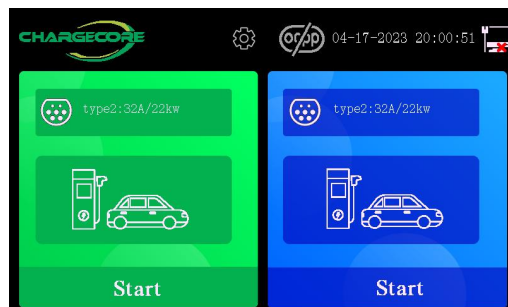 CHARGECORE
ocpp 04-17-2023 20:00:51
type2:32A/22kw
type2:32A/22kw
Start
Start